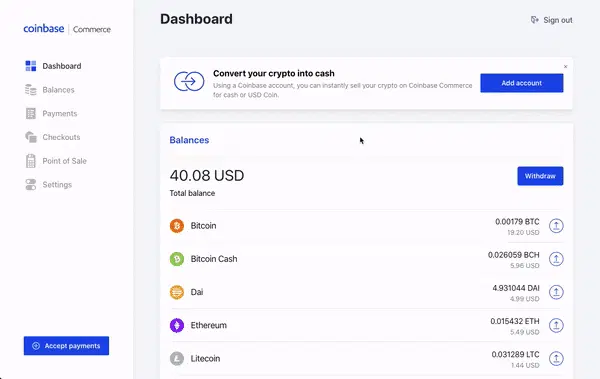 coinbase | Commerce
Dashboard
Balances
Payments
Checkouts
Point of Sale
Settings
Accept payments
Dashboard
Sign out
Convert your crypto into cash
Using a Coinbase account, you can instantly sell your crypto on Coinbase Commerce
for cash or USD Coin.
Add account
Balances
40.08 USD
Total balance
Withdraw
Bitcoin
0.00179 BTC
19.20 USD
Bitcoin Cash
0.026059 BCH
5.96 USD
Dai
4.931044 DAI
4.99 USD
Ethereum
0.015432 ETH
5.49 USD
Litecoin
0.031289 LTC
1.44 USD